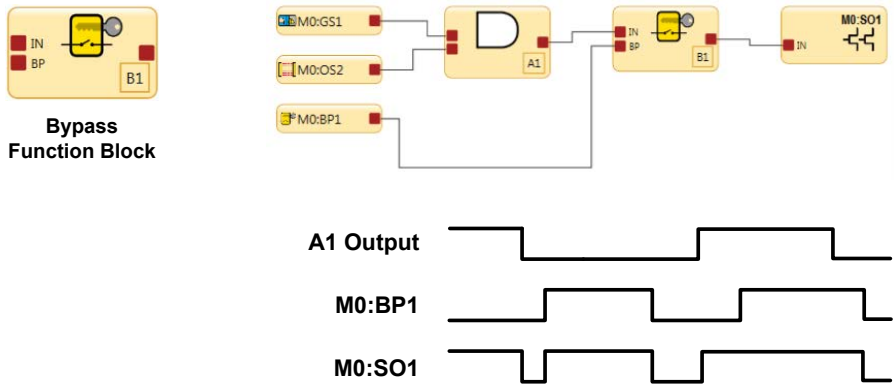 IN
BP
B1
Bypass
Function Block
M0:GS1
M0:OS2
M0:BP1
A1
IN
BP
B1
M0:SO1
IN
A1 Output
M0:BP1
M0:SO1